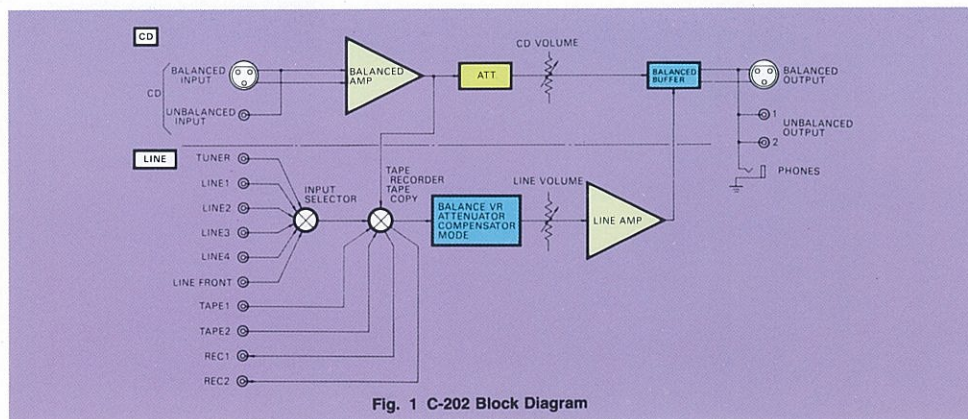 CD
BALANCED
INPUT
CD
UNBALANCED
INPUT
BALANCED
AMP
ATT.
CD VOLUME
BALANCED
BUFFER
BALANCED
OUTPUT
1
UNBALANCED
OUTPUT
2
PHONES
LINE
TUNER
LINE1
LINE2
LINE3
LINE4
LINE FRONT
TAPE1
TAPE2
REC1
REC2
INPUT
SELECTOR
TAPE
RECORDER
TAPE
COPY
BALANCE VR
ATTENUATOR
COMPENSATOR
MODE
LINE VOLUME
LINE AMP
Fig. 1 C-202 Block Diagram